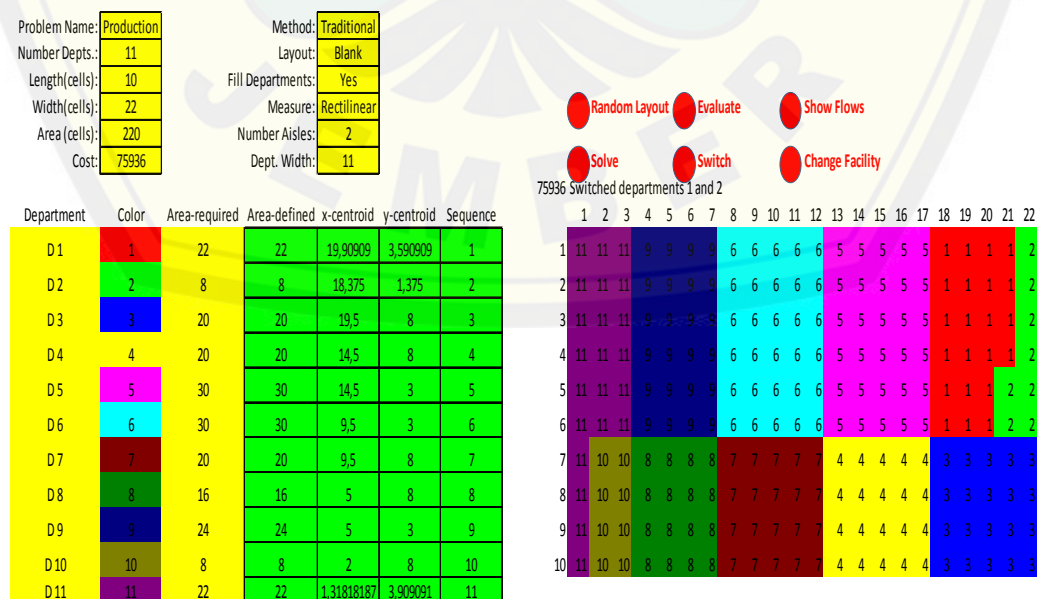 Problem Name: Production Method: Traditional
Number Depts.: 11 Layout: Blank
Length(cells): 10 Fill Departments: Yes
Width(cells): 22 Measure: Rectilinear
Area (cells): 220 Number Aisles: 2
Cost: 75936 Dept. Width: 11
Random Layout Evaluate Show Flows
Solve Switch Change Facility
75936 Switched departments 1 and 2
Department Color Area-required Area-defined x-centroid y-centroid Sequence
D 1 1 22 22 19,90909 3,590909 1
D 2 2 8 8 18,375 1,375 2
D 3 3 20 20 19,5 8 3
D 4 4 20 20 14,5 8 4
D 5 5 30 30 14,5 3 5
D 6 6 30 30 9,5 3 6
D 7 7 20 20 9,5 8 7
D 8 8 16 16 5 8 8
D 9 9 24 24 5 3 9
D 10 10 8 8 2 8 10
D 11 11 22 22 1,31818187 3,909091 11
1 2 3 4 5 6 7 8 9 10 11 12 13 14 15 16 17 18 19 20 21 22
1 11 11 11 9 9 9 9 6 6 6 6 6 5 5 5 5 5 1 1 1 1 2
2 11 11 11 9 9 9 9 6 6 6 6 6 5 5 5 5 5 1 1 1 1 2
3 11 11 11 9 9 9 9 6 6 6 6 6 5 5 5 5 5 1 1 1 1 2
4 11 11 11 9 9 9 9 6 6 6 6 6 5 5 5 5 5 1 1 1 1 2
5 11 11 11 9 9 9 9 6 6 6 6 6 5 5 5 5 5 1 1 1 2 2
6 11 11 11 9 9 9 9 6 6 6 6 6 5 5 5 5 5 1 1 1 2 2
7 11 10 10 8 8 8 8 7 7 7 7 7 4 4 4 4 4 3 3 3 3 3
8 11 10 10 8 8 8 8 7 7 7 7 7 4 4 4 4 4 3 3 3 3 3
9 11 10 10 8 8 8 8 7 7 7 7 7 4 4 4 4 4 3 3 3 3 3
10 11 10 10 8 8 8 8 7 7 7 7 7 4 4 4 4 4 3 3 3 3 3
E M B E R